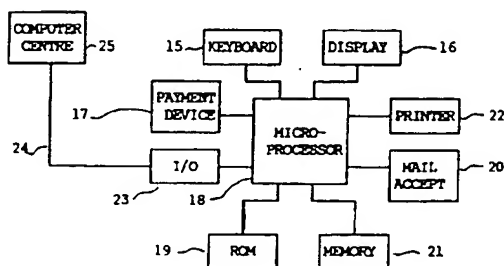 COMPUTER
CENTRE
25
15
KEYBOARD
DISPLAY
16
17
PAYMENT
DEVICE
MICRO-
PROCESSOR
PRINTER
22
24
I/O
23
18
MAIL
ACCEPT
20
19
ROM
MEMORY
21